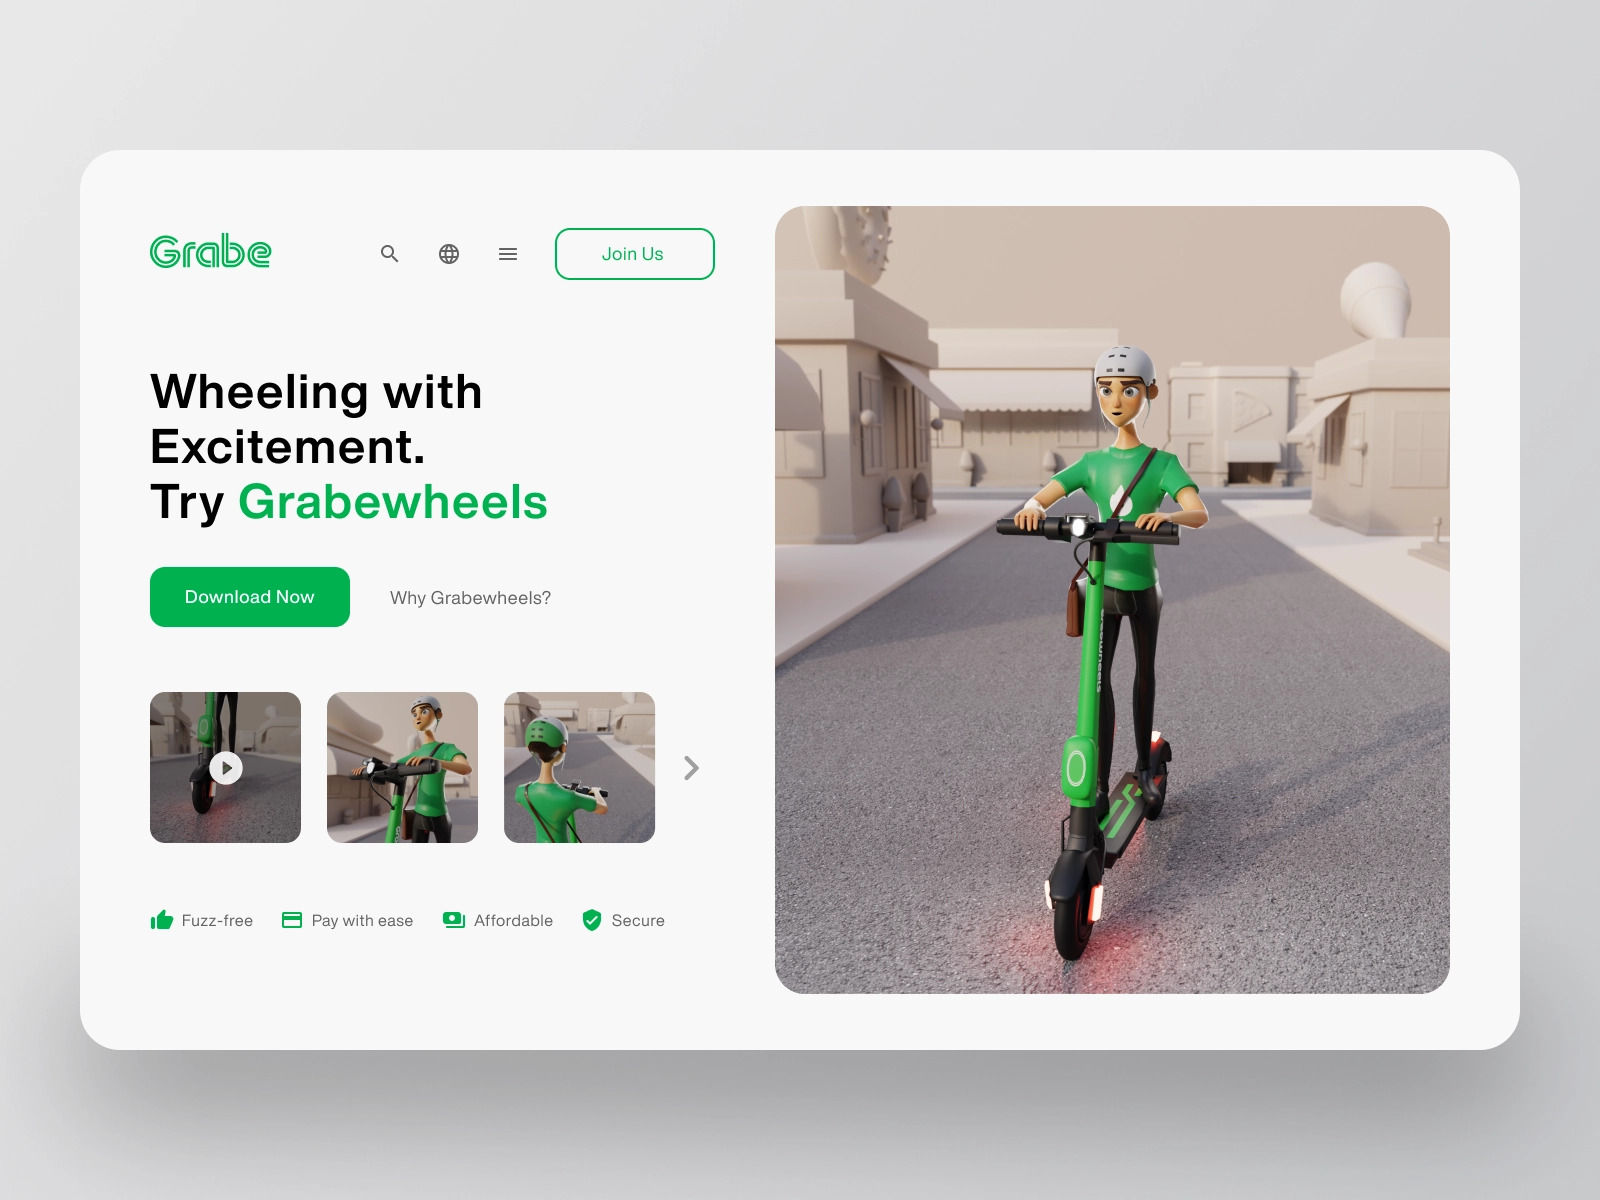 Grabe
Join Us
Wheeling with
Excitement.
Try Grabewheels
Download Now
Why Grabewheels?
Fuzz-free
Pay with ease
Affordable
Secure